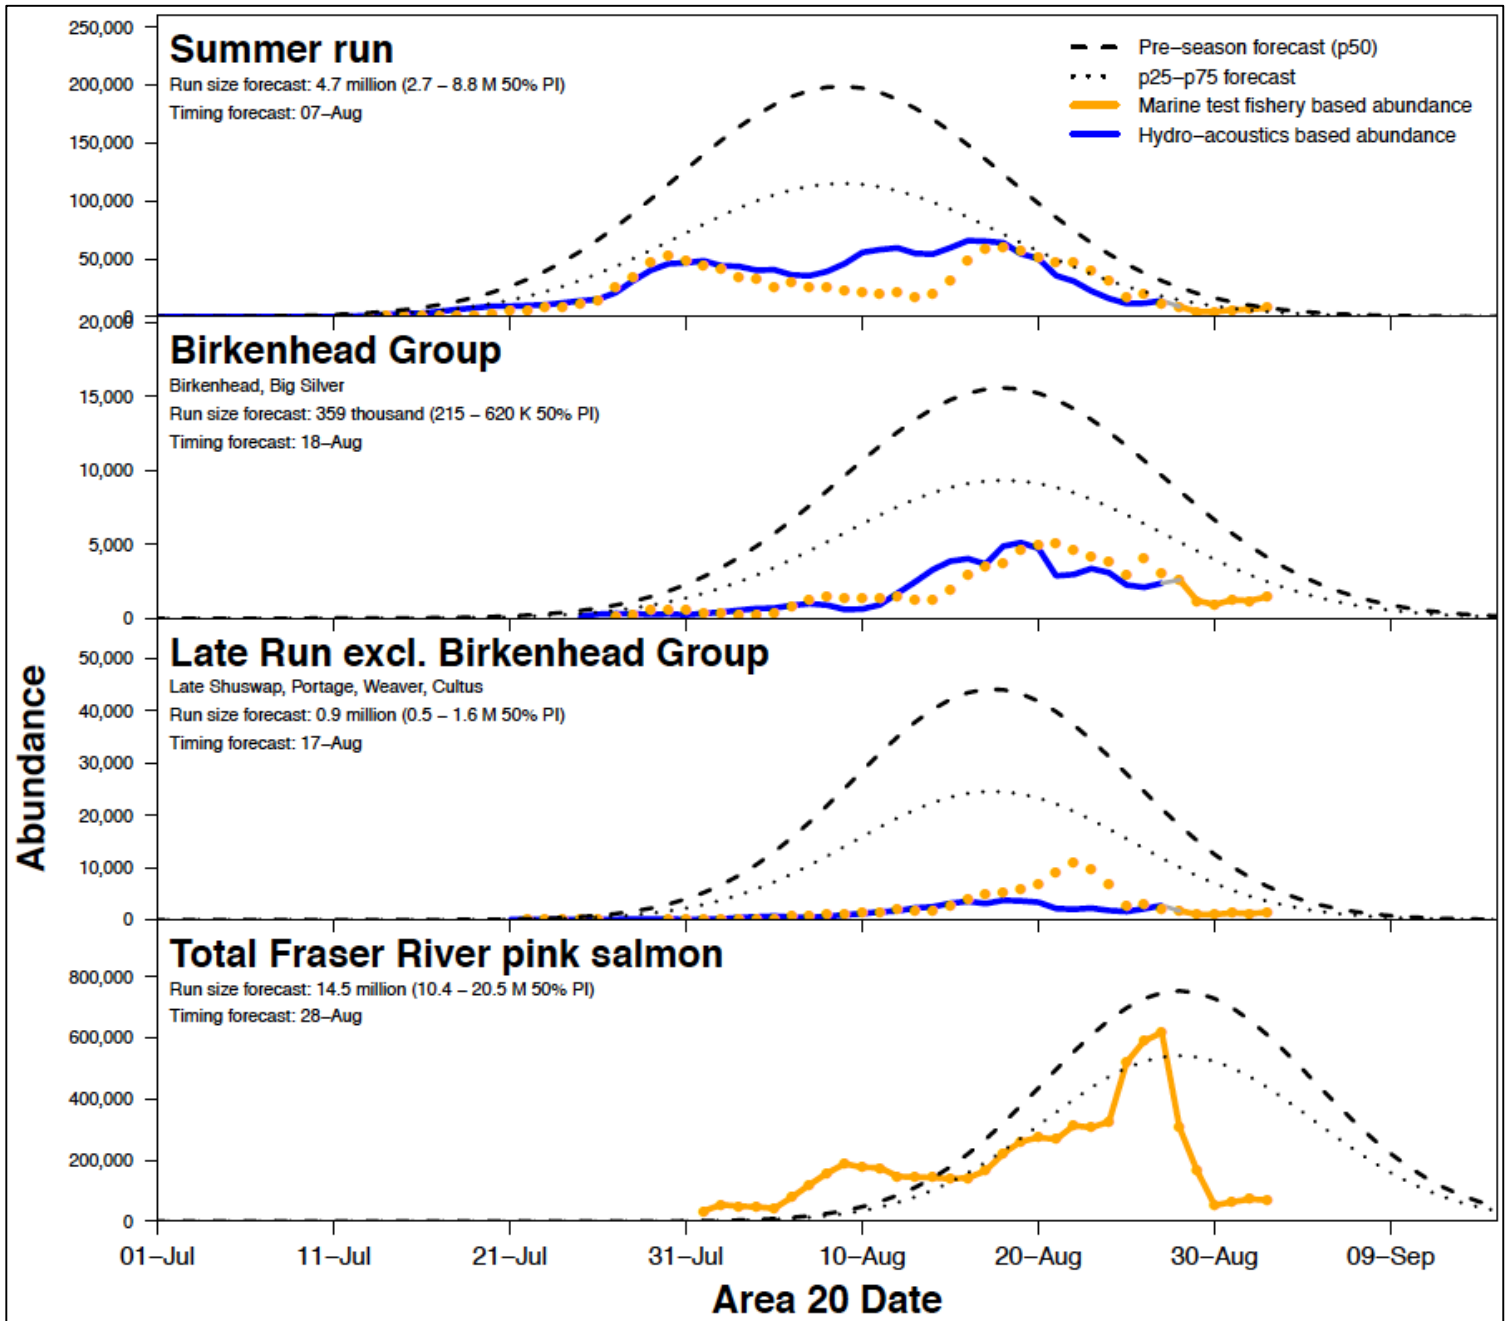 250,000
200,000
150,000
100,000
50,000
0
Summer run
Run size forecast: 4.7 million (2.7 – 8.8 M 50% PI)
Timing forecast: 07–Aug
Pre–season forecast (p50)
p25–p75 forecast
Marine test fishery based abundance
Hydro–acoustics based abundance
20,000
15,000
10,000
5,000
0
Birkenhead Group
Birkenhead, Big Silver
Run size forecast: 359 thousand (215 – 620 K 50% PI)
Timing forecast: 18–Aug
50,000
40,000
30,000
20,000
10,000
0
Late Run excl. Birkenhead Group
Late Shuswap, Portage, Weaver, Cultus
Run size forecast: 0.9 million (0.5 – 1.6 M 50% PI)
Timing forecast: 17–Aug
Abundance
800,000
600,000
400,000
200,000
0
Total Fraser River pink salmon
Run size forecast: 14.5 million (10.4 – 20.5 M 50% PI)
Timing forecast: 28–Aug
01–Jul 11–Jul 21–Jul 31–Jul 10–Aug 20–Aug 30–Aug 09–Sep
Area 20 Date